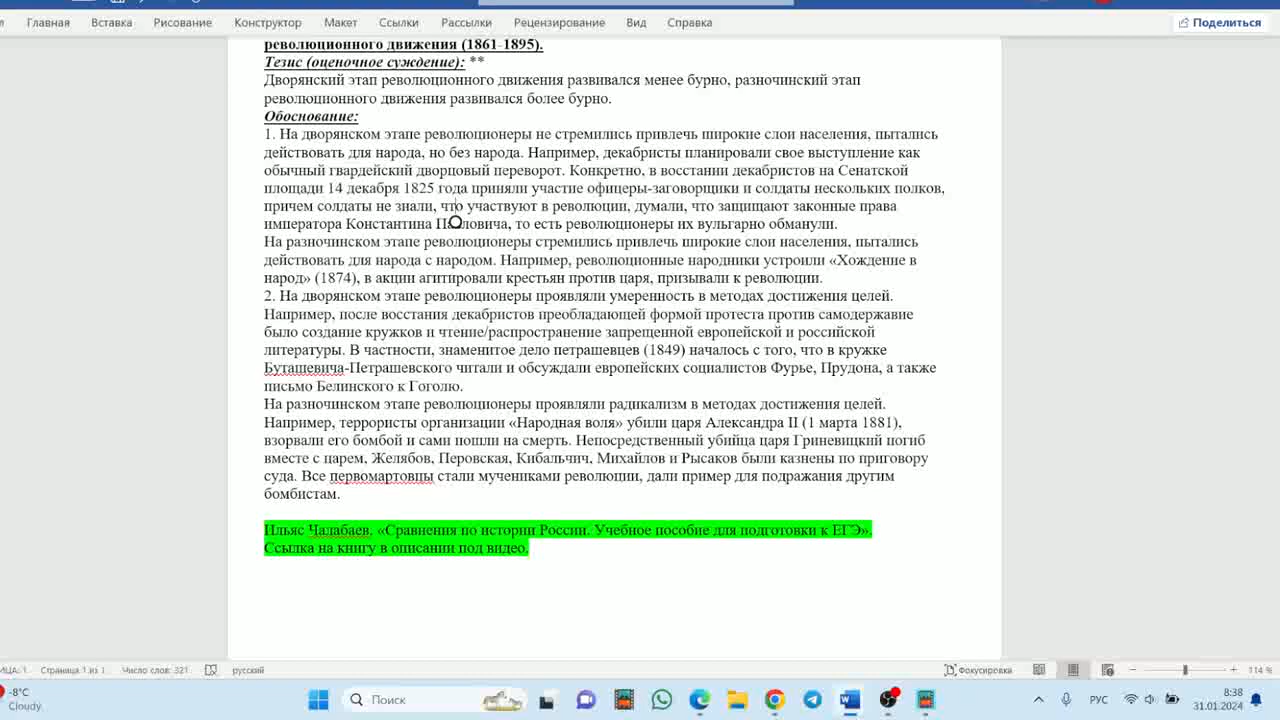 Главная Вставка Рисование Конструктор Макет Ссылки Рассылки Рецензирование Вид Справка Поделиться
революционного движения (1861-1895).
Тезис (оценочное суждение): **
Дворянский этап революционного движения развивался менее бурно, разночинский этап
революционного движения развивался более бурно.
Обоснование:
1. На дворянском этапе революционеры не стремились привлечь широкие слои населения, пытались
действовать для народа, но без народа. Например, декабристы планировали свое выступление как
обычный гвардейский дворцовый переворот. Конкретно, в восстании декабристов на Сенатской
площади 14 декабря 1825 года приняли участие офицеры-заговорщики и солдаты нескольких полков,
причем солдаты не знали, что участвуют в революции, думали, что защищают законные права
императора Константина Павловича, то есть революционеры их вульгарно обманули.
На разночинском этапе революционеры стремились привлечь широкие слои населения, пытались
действовать для народа с народом. Например, революционные народники устроили «Хождение в
народ» (1874), в акции агитировали крестьян против царя, призывали к революции.
2. На дворянском этапе революционеры проявляли умеренность в методах достижения целей.
Например, после восстания декабристов преобладающей формой протеста против самодержавие
было создание кружков и чтение/распространение запрещенной европейской и российской
литературы. В частности, знаменитое дело петрашевцев (1849) началось с того, что в кружке
Буташевича-Петрашевского читали и обсуждали европейских социалистов Фурье, Прудона, а также
письмо Белинского к Гоголю.
На разночинском этапе революционеры проявляли радикализм в методах достижения целей.
Например, террористы организации «Народная воля» убили царя Александра II (1 марта 1881),
взорвали его бомбой и сами пошли на смерть. Непосредственный убийца царя Гриневицкий погиб
вместе с царем, Желябов, Перовская, Кибальчич, Михайлов и Рысаков были казнены по приговору
суда. Все первомартовцы стали мучениками революции, дали пример для подражания другим
бомбистам.
Ильяс Чалабаев. «Сравнения по истории России. Учебное пособие для подготовки к ЕГЭ».
Ссылка на книгу в описании под видео.
ИЦА: 1 Страница 1 из 1 Число слов: 321 русский Фокусировка 114 %
-8°C
Cloudy
Поиск
РУС
8:38
31.01.2024